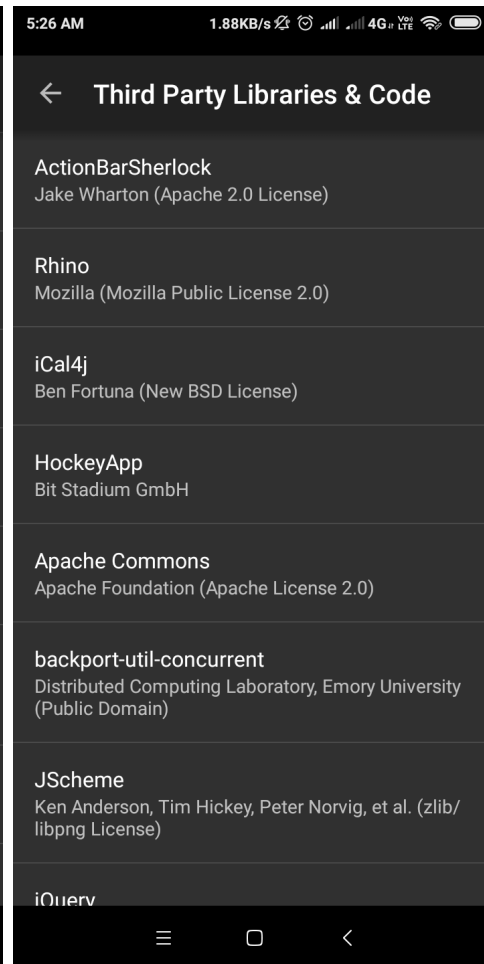 5:26 AM 1.88KB/s 4G Vo) LTE
Third Party Libraries & Code
ActionBarSherlock
Jake Wharton (Apache 2.0 License)
Rhino
Mozilla (Mozilla Public License 2.0)
iCal4j
Ben Fortuna (New BSD License)
HockeyApp
Bit Stadium GmbH
Apache Commons
Apache Foundation (Apache License 2.0)
backport-util-concurrent
Distributed Computing Laboratory, Emory University
(Public Domain)
JScheme
Ken Anderson, Tim Hickey, Peter Norvig, et al. (zlib/
libpng License)
jQuery